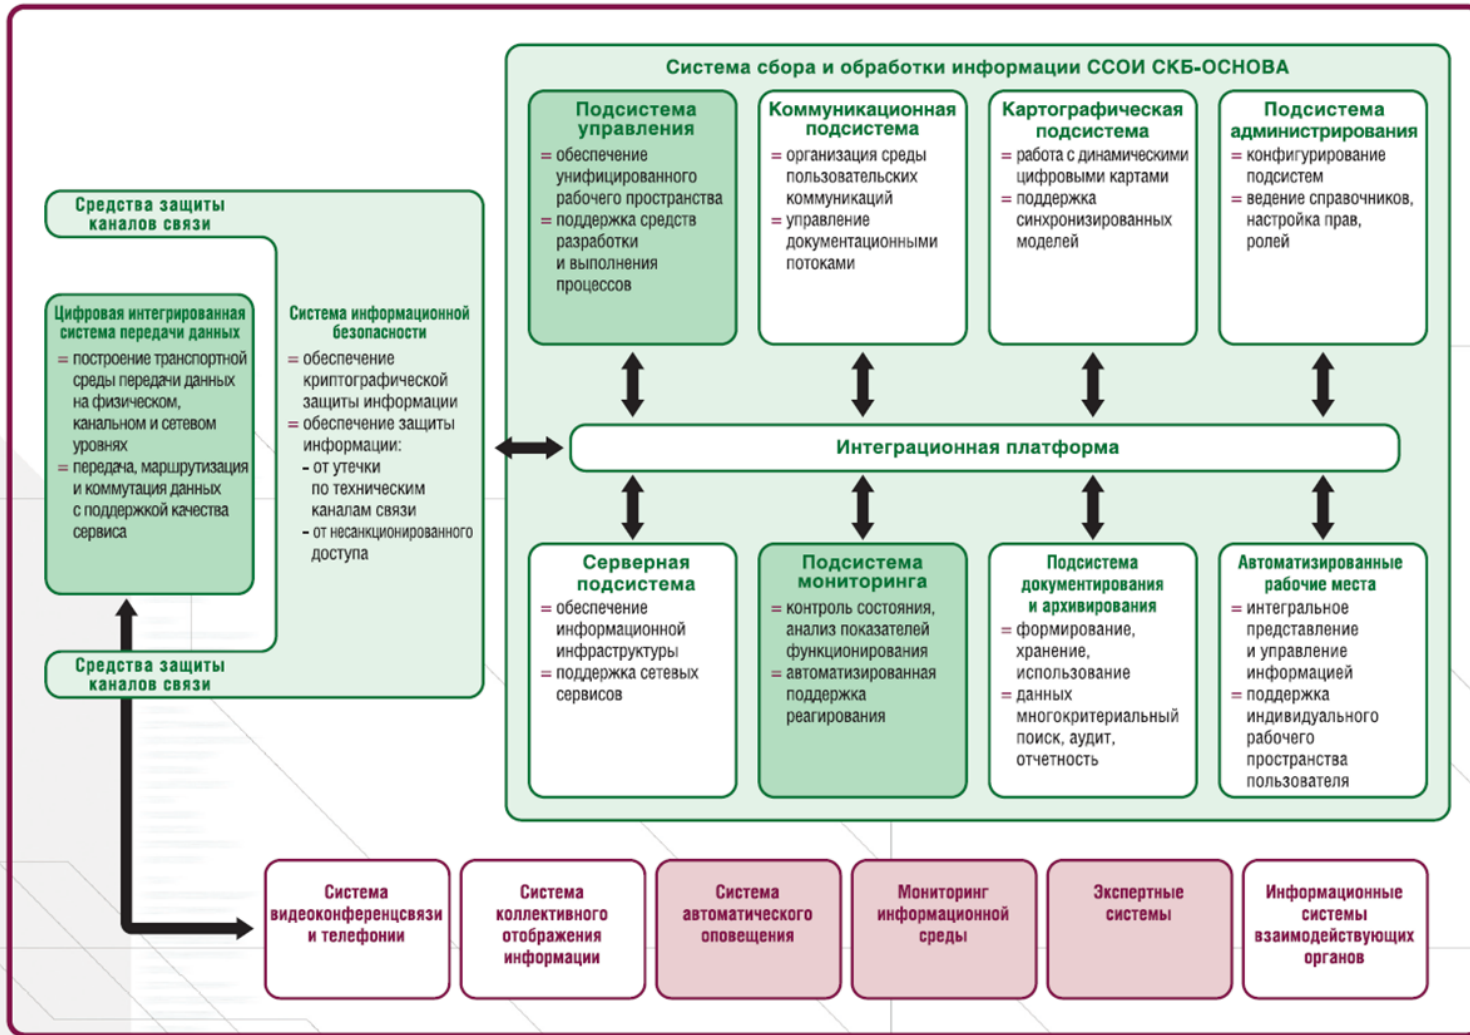 Система сбора и обработки информации ССОИ СКБ-ОСНОВА
Подсистема
управления
= обеспечение
унифицированного
рабочего пространства
= поддержка средств
разработки
и выполнения
процессов
Коммуникационная
подсистема
= организация среды
пользовательских
коммуникаций
= управление
документационными
потоками
Картографическая
подсистема
= работа с динамическими
цифровыми картами
= поддержка
синхронизированных
моделей
Подсистема
администрирования
= конфигурирование
подсистем
= ведение справочников,
настройка прав,
ролей
Средства защиты
каналов связи
Цифровая интегрированная
система передачи данных
= построение транспортной
среды передачи данных
на физическом,
канальном и сетевом
уровнях
= передача, маршрутизация
и коммутация данных
с поддержкой качества
сервиса
Система информационной
безопасности
= обеспечение
криптографической
защиты информации
= обеспечение защиты
информации:
- от утечки
по техническим
каналам связи
- от несанкционированного
доступа
Средства защиты
каналов связи
Интеграционная платформа
Серверная
подсистема
= обеспечение
информационной
инфраструктуры
= поддержка сетевых
сервисов
Подсистема
мониторинга
= контроль состояния,
анализ показателей
функционирования
= автоматизированная
поддержка
реагирования
Подсистема
документирования
и архивирования
= формирование,
хранение,
использование
= данных
многокритериальный
поиск, аудит,
отчетность
Автоматизированные
рабочие места
= интегральное
представление
и управление
информацией
= поддержка
индивидуального
рабочего
пространства
пользователя
Система
видеоконференцсвязи
и телефонии
Система
коллективного
отображения
информации
Система
автоматического
оповещения
Мониторинг
информационной
среды
Экспертные
системы
Информационные
системы
взаимодействующих
органов